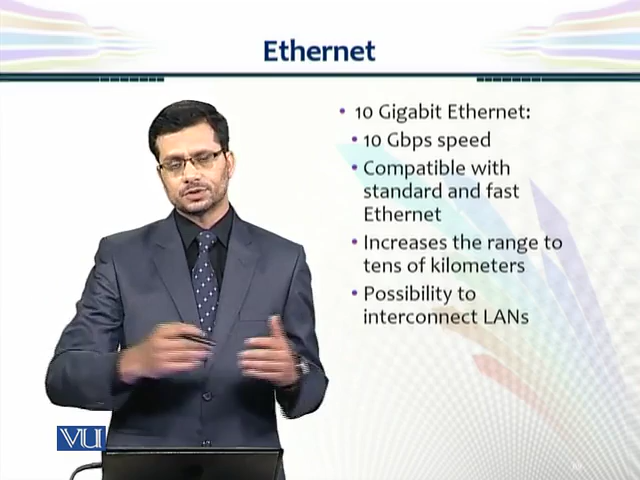 Ethernet
• 10 Gigabit Ethernet:
• 10 Gbps speed
• Compatible with
standard and fast
Ethernet
• Increases the range to
tens of kilometers
• Possibility to
interconnect LANs
VU